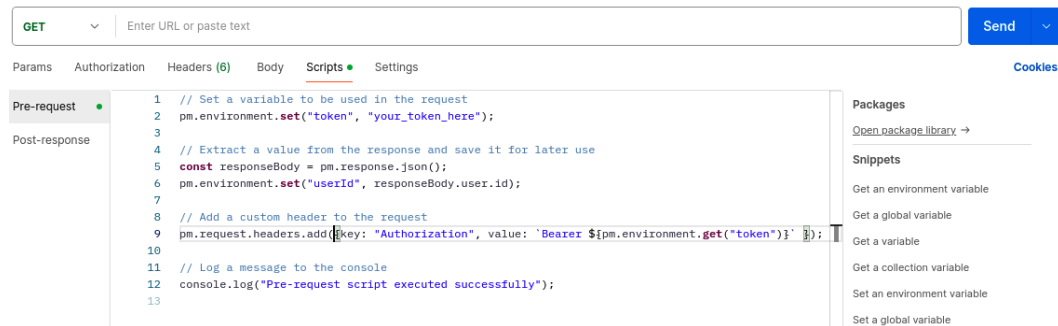 GET
Enter URL or paste text
Send
Params Authorization Headers (6) Body Scripts Settings Cookies
Pre-request
Post-response
1 // Set a variable to be used in the request
2 pm.environment.set("token", "your_token_here");
3
4 // Extract a value from the response and save it for later use
5 const responseBody = pm.response.json();
6 pm.environment.set("userId", responseBody.user.id);
7
8 // Add a custom header to the request
9 pm.request.headers.add({key: "Authorization", value: `Bearer ${pm.environment.get("token")}` });
10
11 // Log a message to the console
12 console.log("Pre-request script executed successfully");
13
Packages
Open package library →
Snippets
Get an environment variable
Get a global variable
Get a variable
Get a collection variable
Set an environment variable
Set a global variable